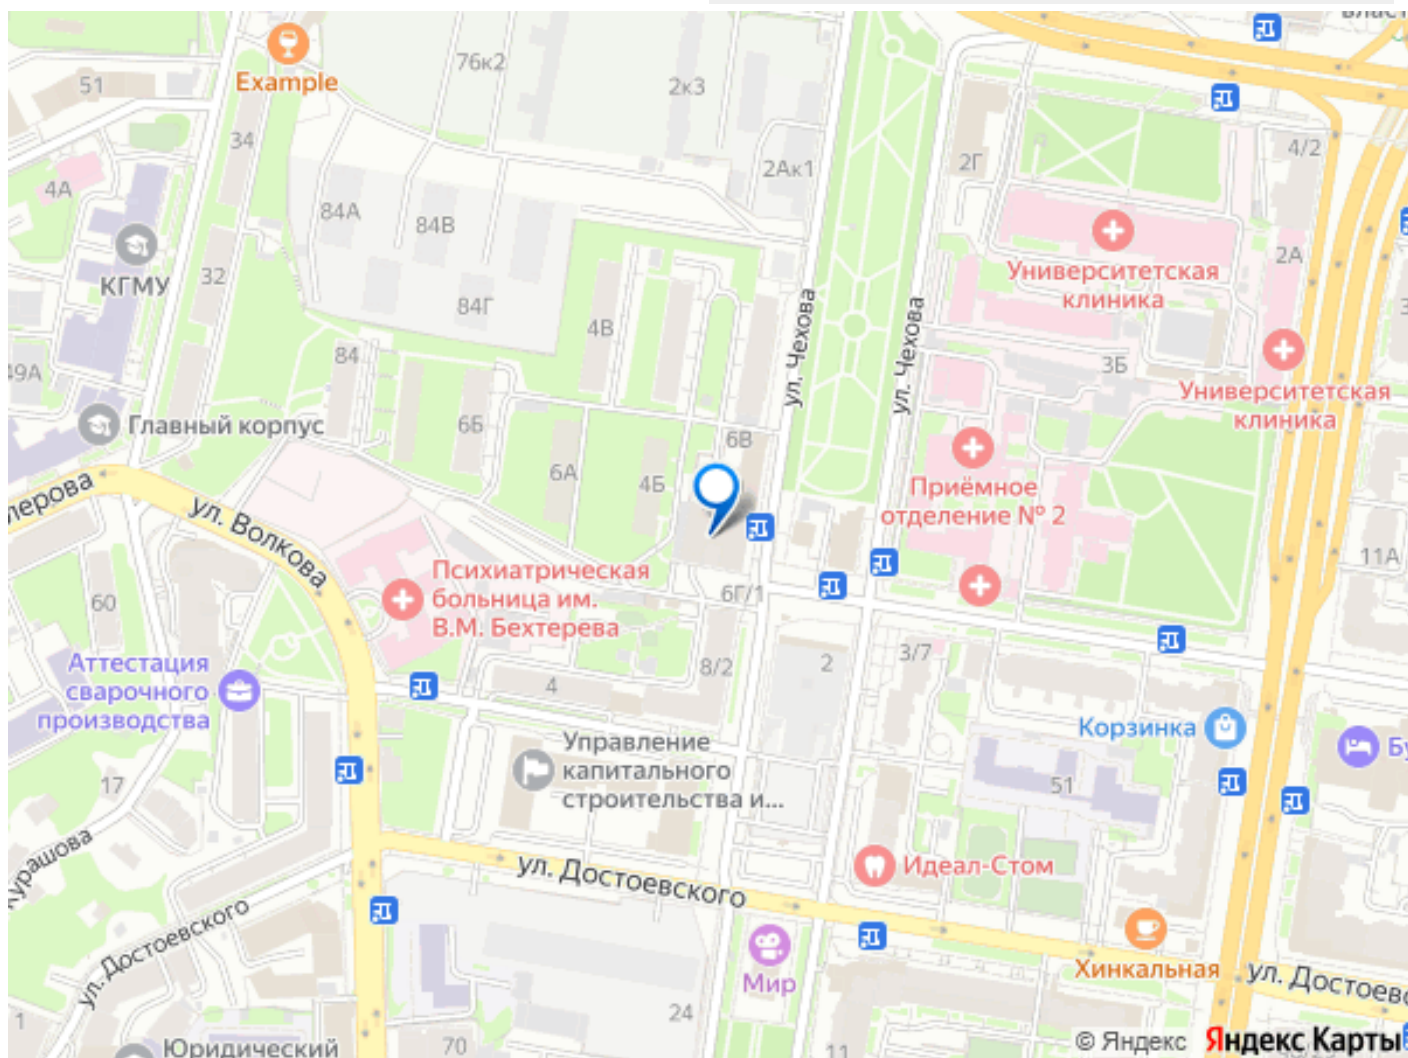 51
76к2
2к3
Example
34
4А
84А
84В
2Ак1
2Г
4/2
КГМУ
32
84Г
4В
ул. Чехова
ул. Чехова
Университетская
клиника
2А
84
3Б
49А
Главный корпус
6Б
6В
Университетская
клиника
6А
4Б
Приёмное
отделение № 2
лерова
ул. Волкова
11А
Психиатрическая
больница им.
В.М. Бехтерева
6Г/1
60
8/2
2
3/7
Аттестация
сварочного
производства
4
Корзинка
Управление
капитального
строительства и...
Бу
17
51
Курашова
ул. Достоевского
Идеал-Стом
ул. Достоевского
Мир
Хинкальная
ул. Достоевс
1
24
Юридический
70
11
© Яндекс Яндекс Карты